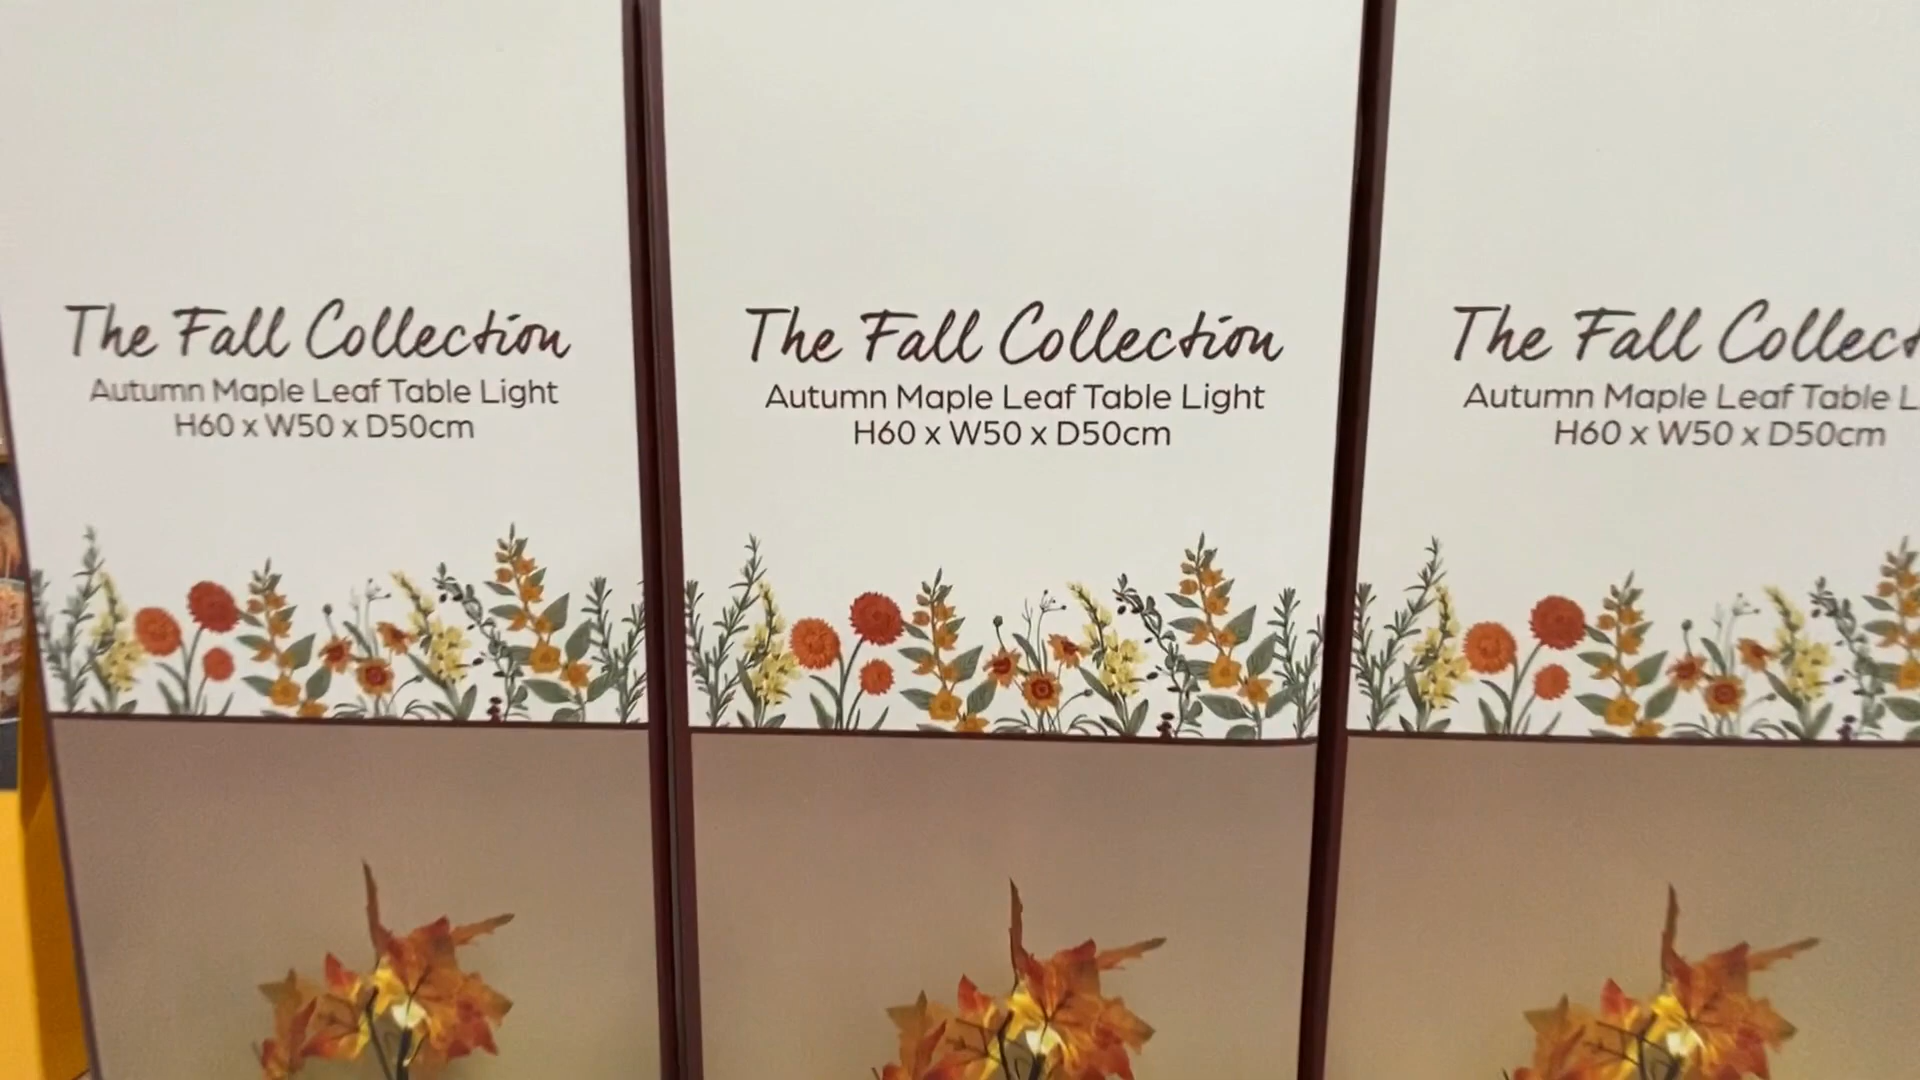 The Fall Collection
Autumn Maple Leaf Table Light
H60 x W50 x D50cm
The Fall Collection
Autumn Maple Leaf Table Light
H60 x W50 x D50cm
The Fall Collect
Autumn Maple Leaf Table L
H60 x W50 x D50cm